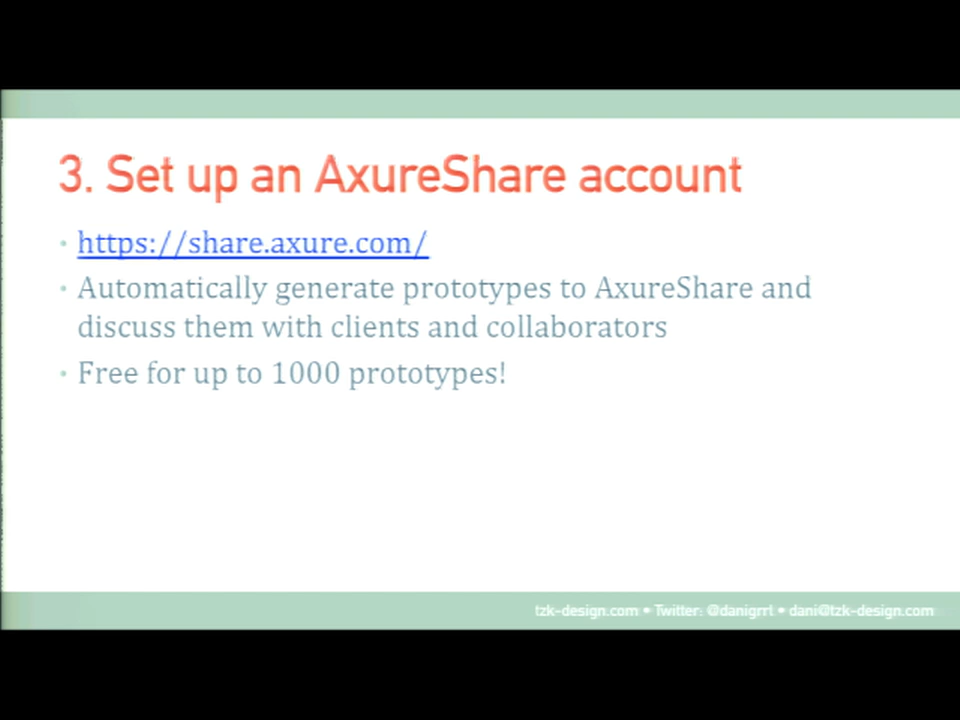 3. Set up an AxureShare account
• https://share.axure.com/
• Automatically generate prototypes to AxureShare and
discuss them with clients and collaborators
• Free for up to 1000 prototypes!
tzk-design.com • Twitter: @danigrrl • dani@tzk-design.com